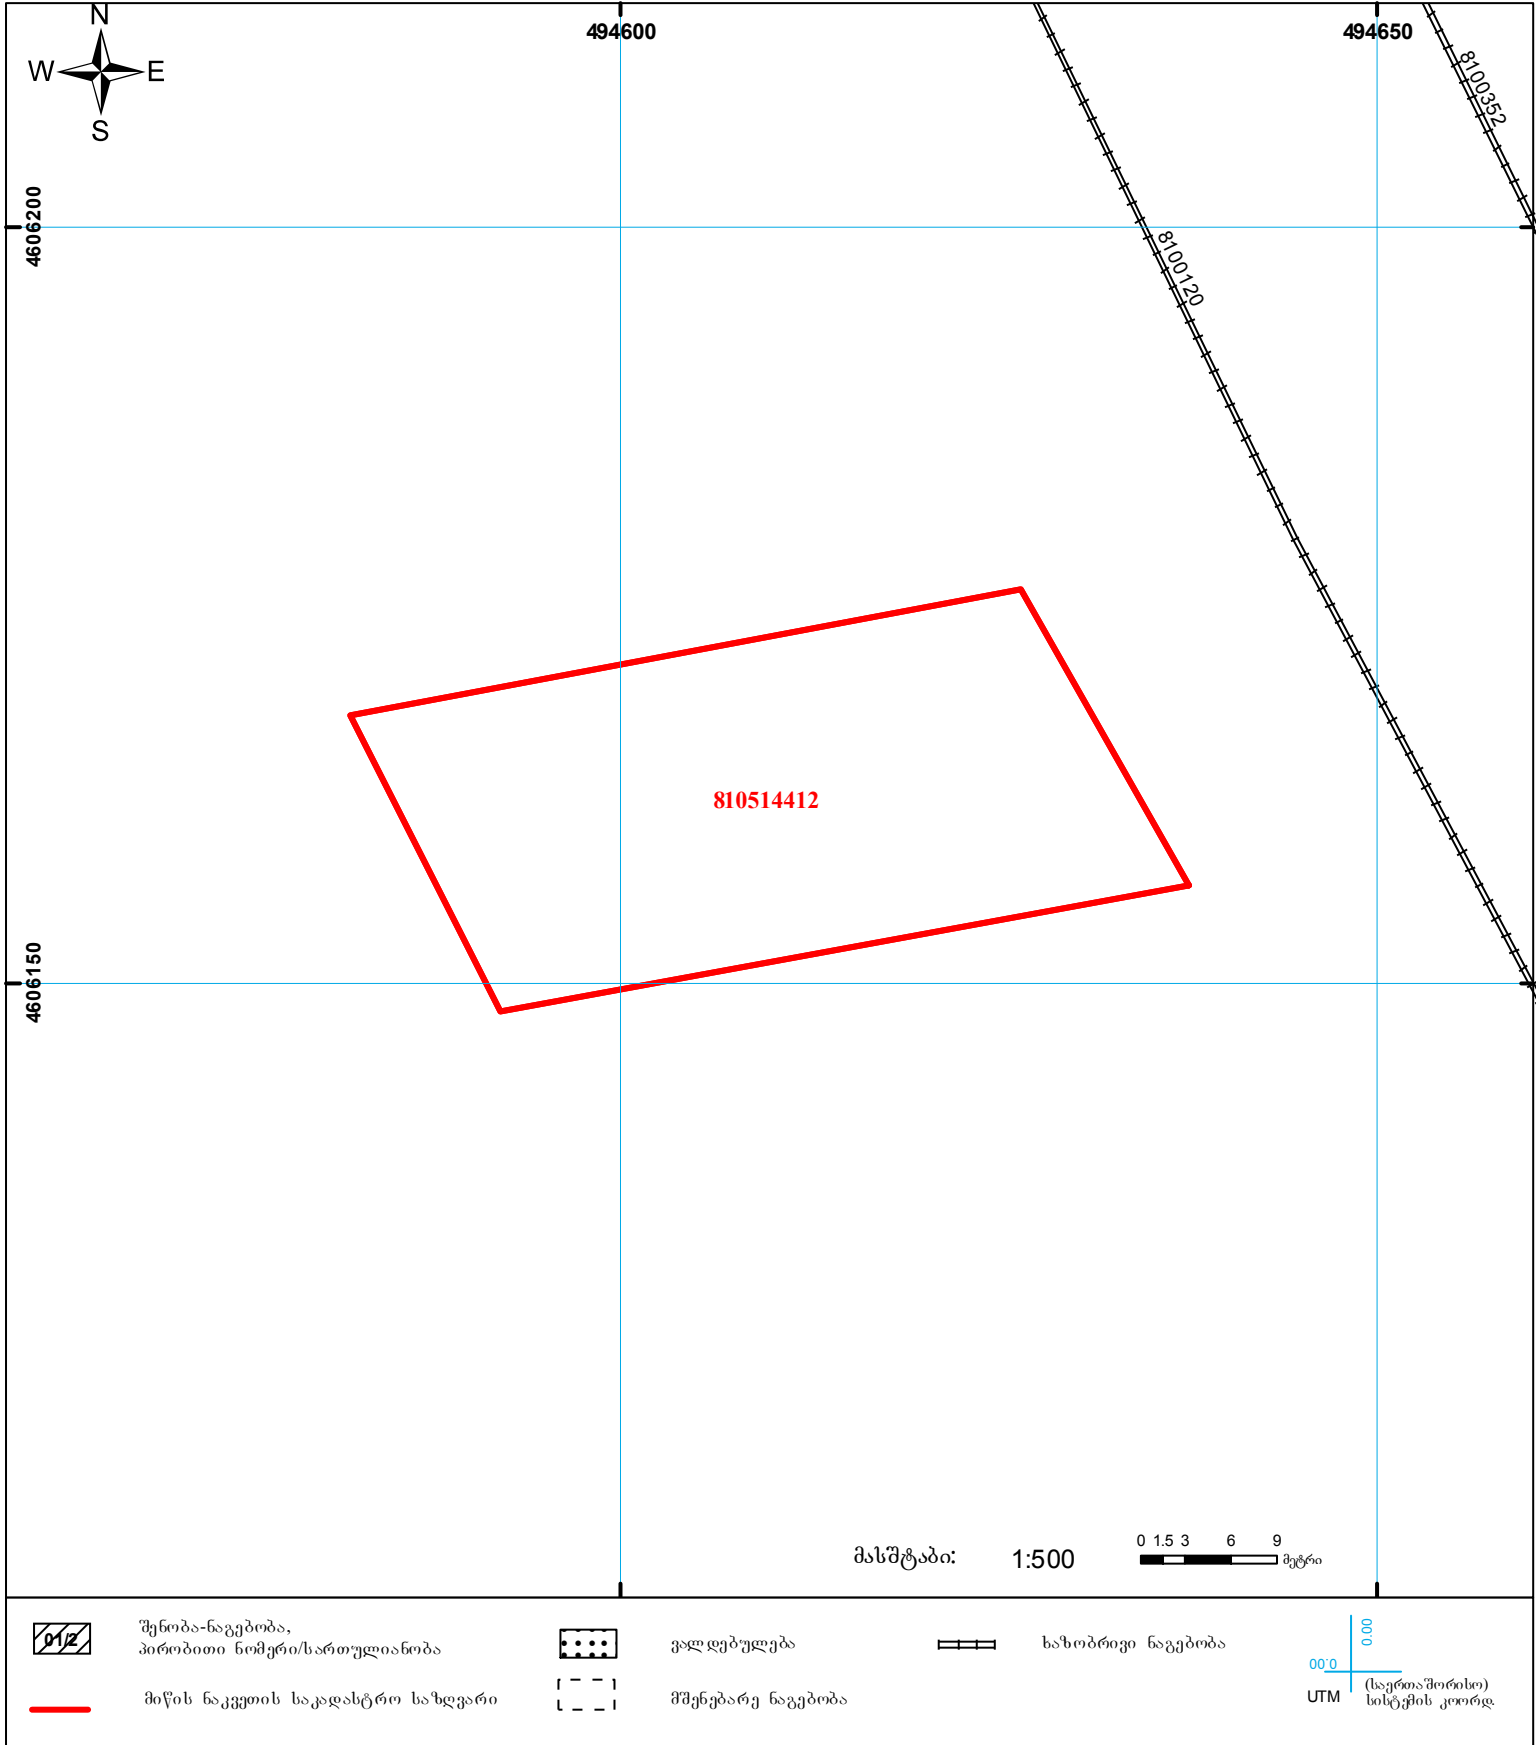 N
W E
S
494600
494650
8100352
4606200
8100120
810514412
4606150
მასშტაბი: 1:500
0 1.5 3 6 9
მეტრი
01/2
შენობა-ნაგებობა,
პირობითი ნომერი/სართულიანობა
ვალდებულება
ხაზობრივი ნაგებობა
მიწის ნაკვეთის საკადასტრო საზღვარი
მშენებარე ნაგებობა
00.0
0.00
UTM
(საერთაშორისო)
სისტემის კოორდ.